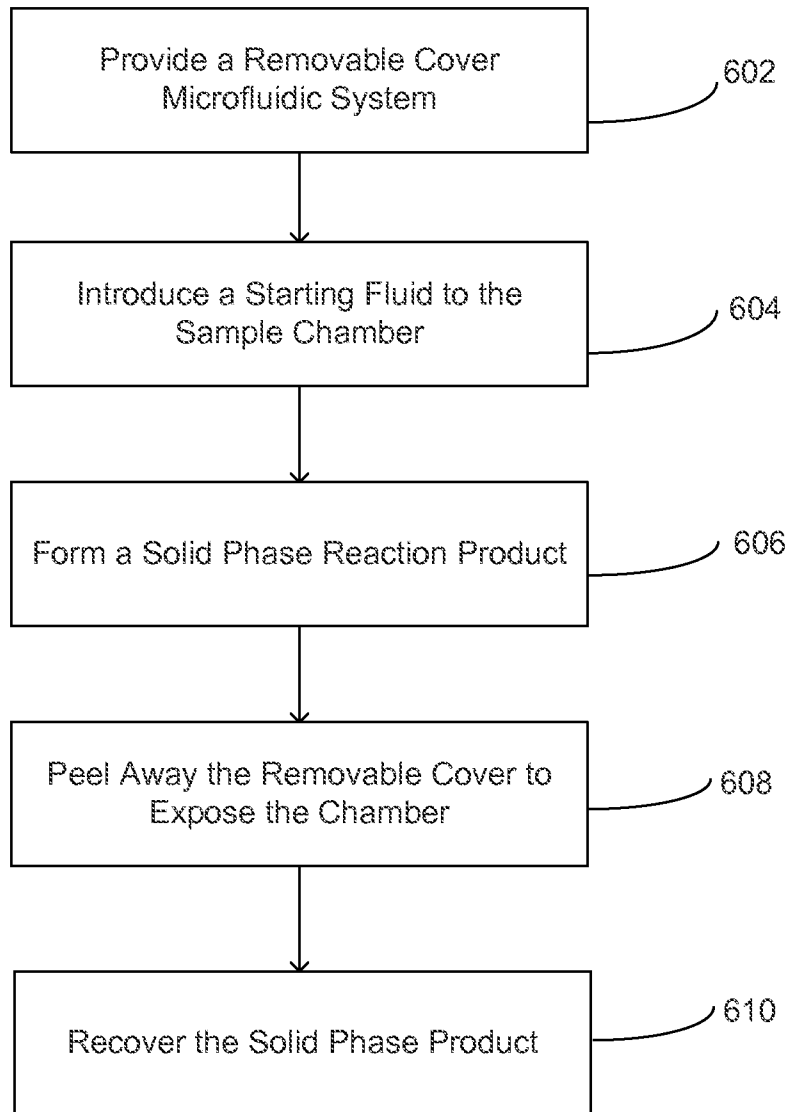 Provide a Removable Cover
Microfluidic System
602
Introduce a Starting Fluid to the
Sample Chamber
604
Form a Solid Phase Reaction Product
606
Peel Away the Removable Cover to
Expose the Chamber
608
Recover the Solid Phase Product
610